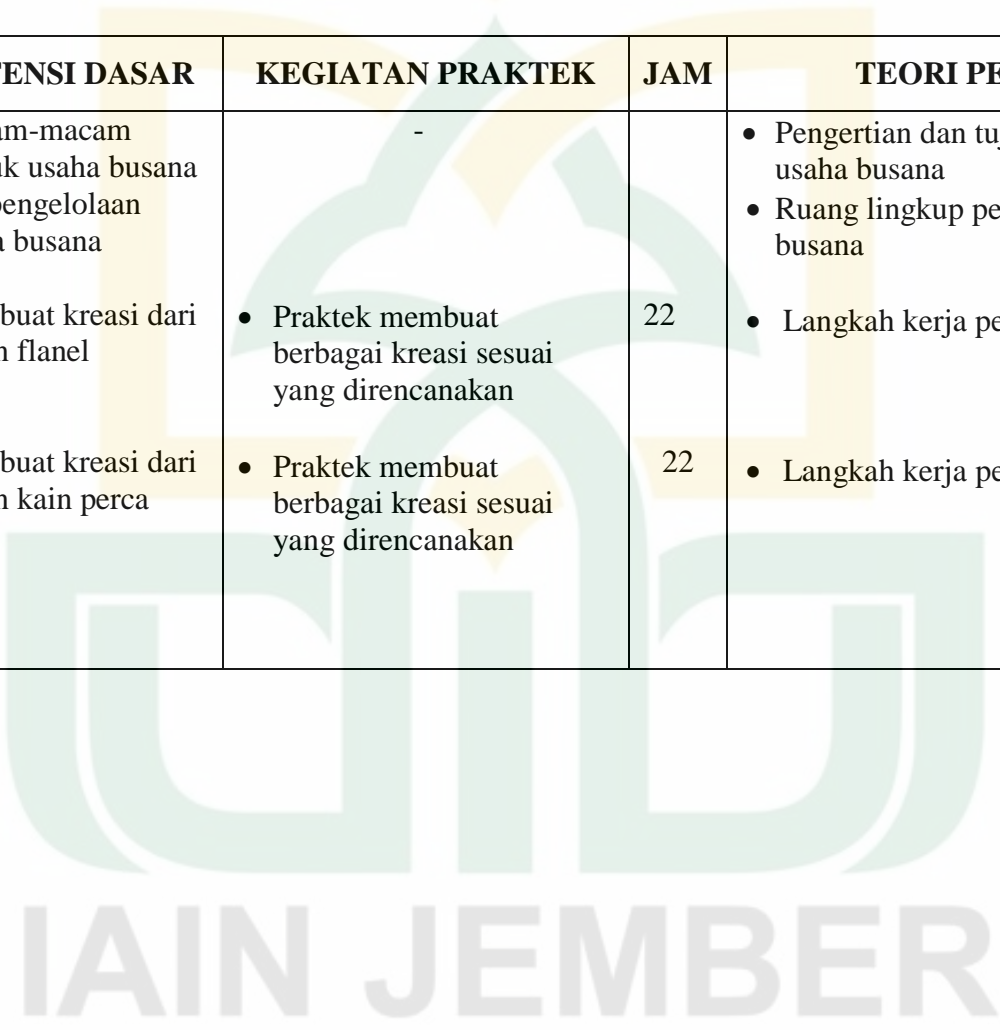 TENSI DASAR KEGIATAN PRAKTEK JAM TEORI PE
am-macam
uk usaha busana
pengelolaan
a busana
-
• Pengertian dan tuj
usaha busana
• Ruang lingkup pe
busana
buat kreasi dari
n flanel
• Praktek membuat
berbagai kreasi sesuai
yang direncanakan
22
• Langkah kerja pe
buat kreasi dari
n kain perca
• Praktek membuat
berbagai kreasi sesuai
yang direncanakan
22
• Langkah kerja pe
IAIN JEMBER